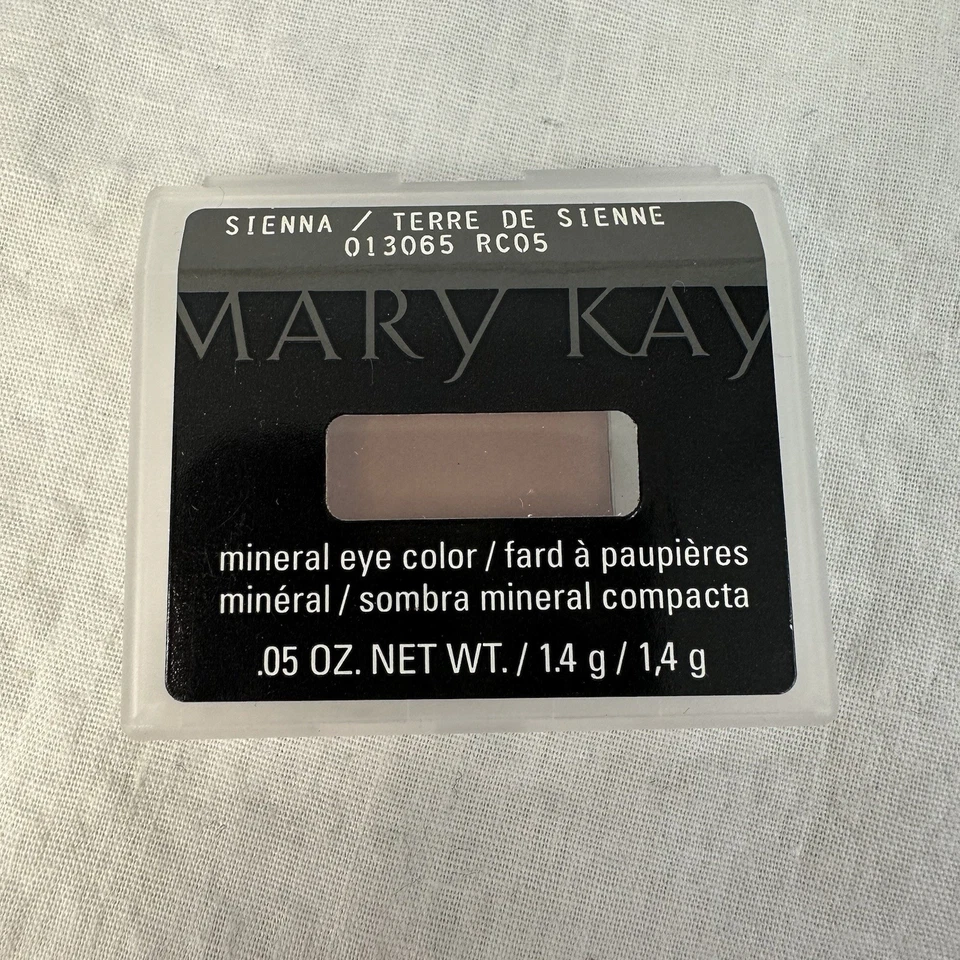 SIENNA / TERRE DE SIENNE
013065 RC05
MARY KAY
mineral eye color / fard à paupières
minéral / sombra mineral compacta
.05 OZ. NET WT. / 1.4 g / 1,4 g